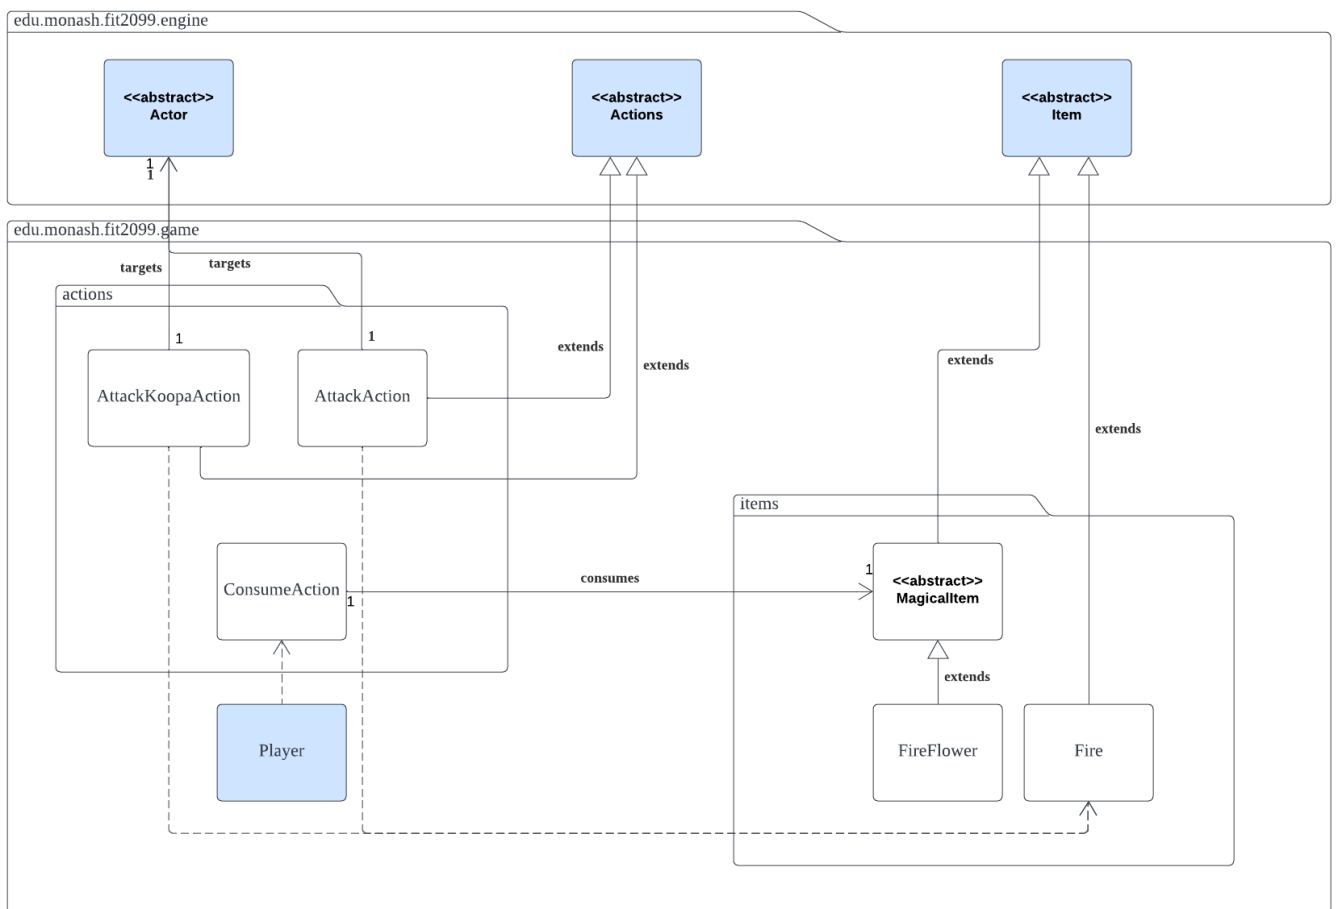 edu.monash.fit2099.engine
<<abstract>>
Actor
<<abstract>>
Actions
<<abstract>>
Item
1
1
edu.monash.fit2099.game
targets
targets
actions
1
1
extends
extends
extends
AttackKoopaAction
AttackAction
extends
items
1
consumes
<<abstract>>
MagicalItem
ConsumeAction
1
extends
Player
FireFlower
Fire